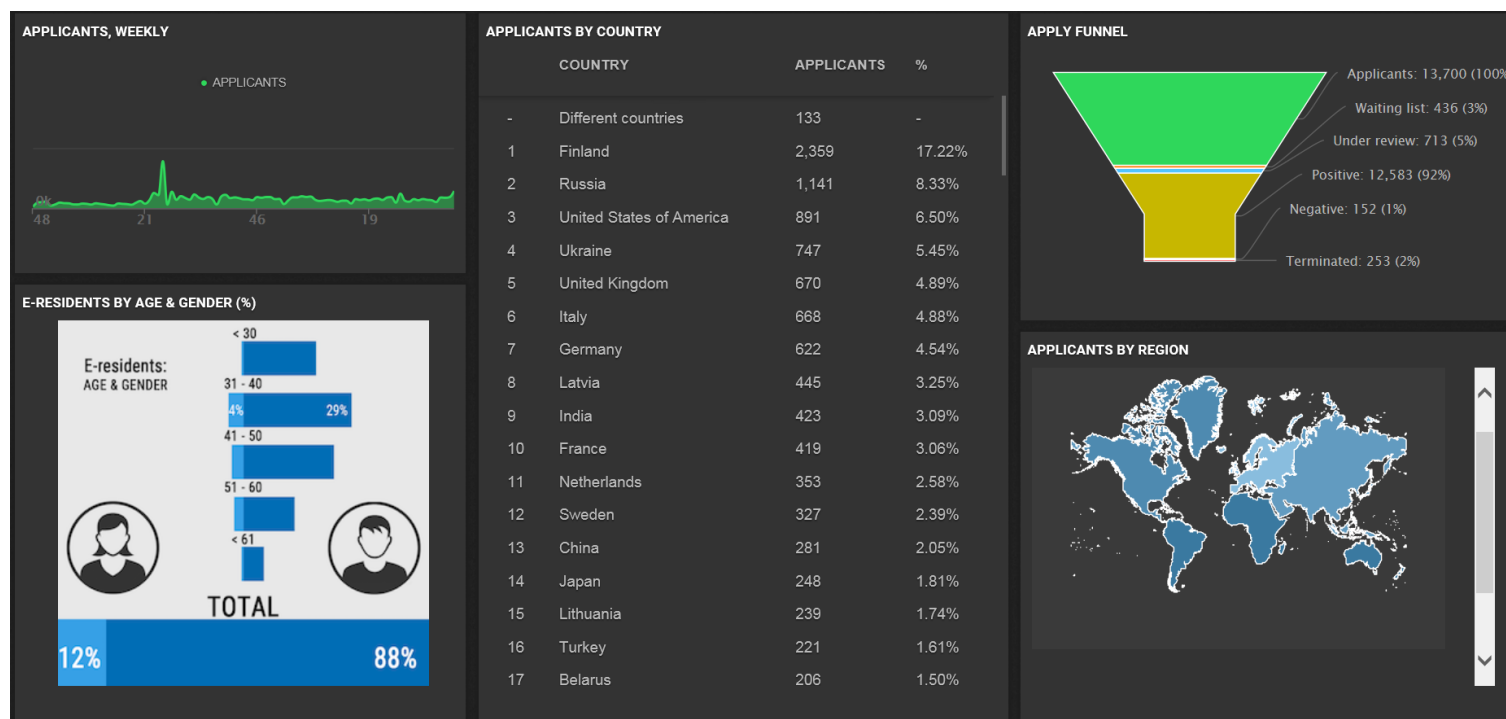 APPLICANTS, WEEKLY
APPLICANTS
0k
48 21 46 19
E-RESIDENTS BY AGE & GENDER (%)
E-residents:
AGE & GENDER
< 30
31 - 40
4% 29%
41 - 50
51 - 60
< 61
TOTAL
12% 88%
APPLICANTS BY COUNTRY
COUNTRY APPLICANTS %
- Different countries 133 -
1 Finland 2,359 17.22%
2 Russia 1,141 8.33%
3 United States of America 891 6.50%
4 Ukraine 747 5.45%
5 United Kingdom 670 4.89%
6 Italy 668 4.88%
7 Germany 622 4.54%
8 Latvia 445 3.25%
9 India 423 3.09%
10 France 419 3.06%
11 Netherlands 353 2.58%
12 Sweden 327 2.39%
13 China 281 2.05%
14 Japan 248 1.81%
15 Lithuania 239 1.74%
16 Turkey 221 1.61%
17 Belarus 206 1.50%
APPLY FUNNEL
Applicants: 13,700 (100%
Waiting list: 436 (3%)
Under review: 713 (5%)
Positive: 12,583 (92%)
Negative: 152 (1%)
Terminated: 253 (2%)
APPLICANTS BY REGION